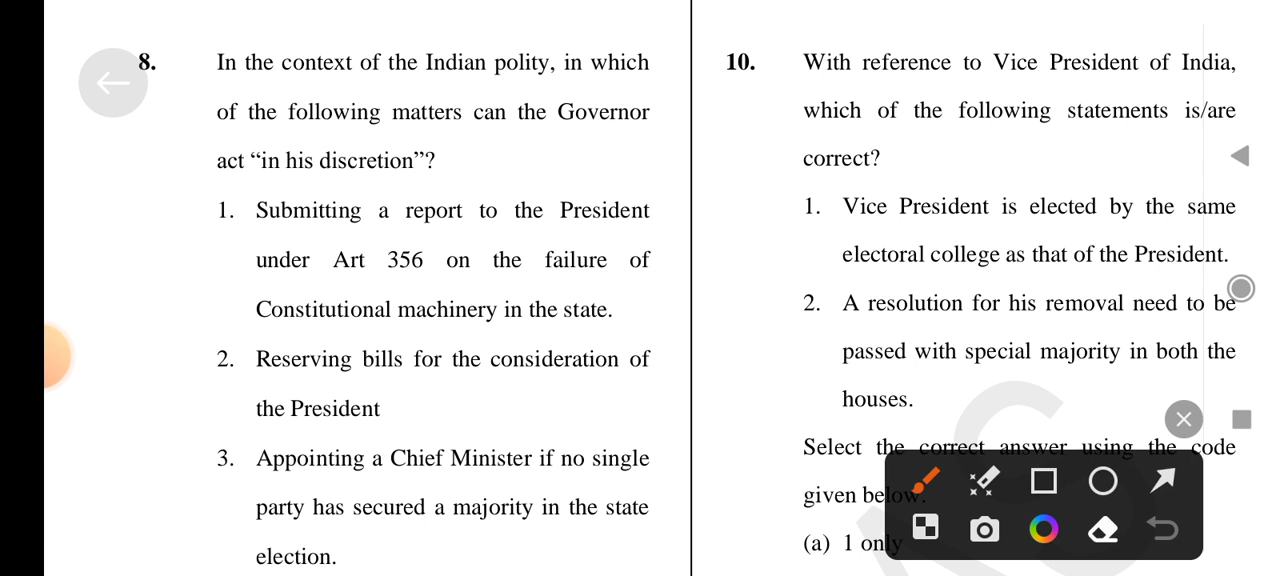 8.
In the context of the Indian polity, in which
of the following matters can the Governor
act “in his discretion”?
1. Submitting a report to the President
under Art 356 on the failure of
Constitutional machinery in the state.
2. Reserving bills for the consideration of
the President
3. Appointing a Chief Minister if no single
party has secured a majority in the state
election.
10.
With reference to Vice President of India,
which of the following statements is/are
correct?
1. Vice President is elected by the same
electoral college as that of the President.
2. A resolution for his removal need to be
passed with special majority in both the
houses.
Select the correct answer using the code
given below.
(a) 1 only